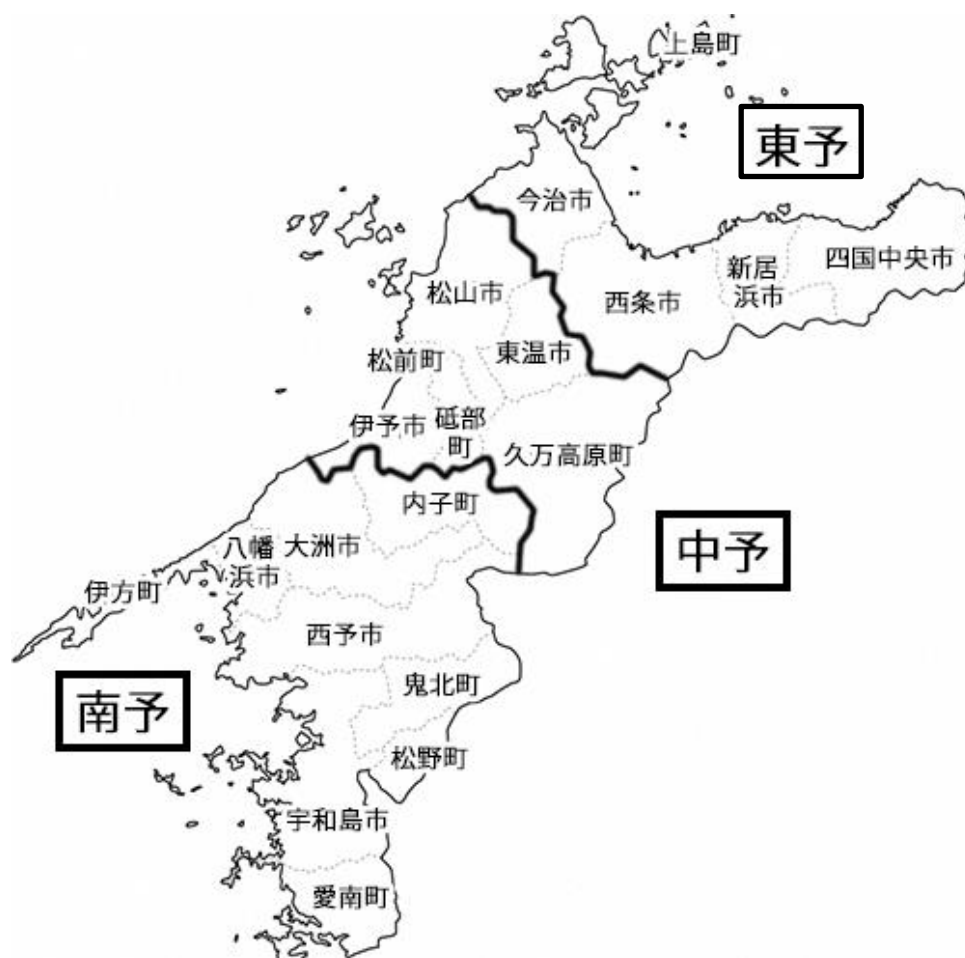 上島町
東予
今治市
四国中央市
新居
浜市
西条市
松山市
東温市
松前町
伊予市
砥部
町
久万高原町
中予
内子町
八幡
浜市
大洲市
伊方町
西予市
南予
鬼北町
松野町
宇和島市
愛南町